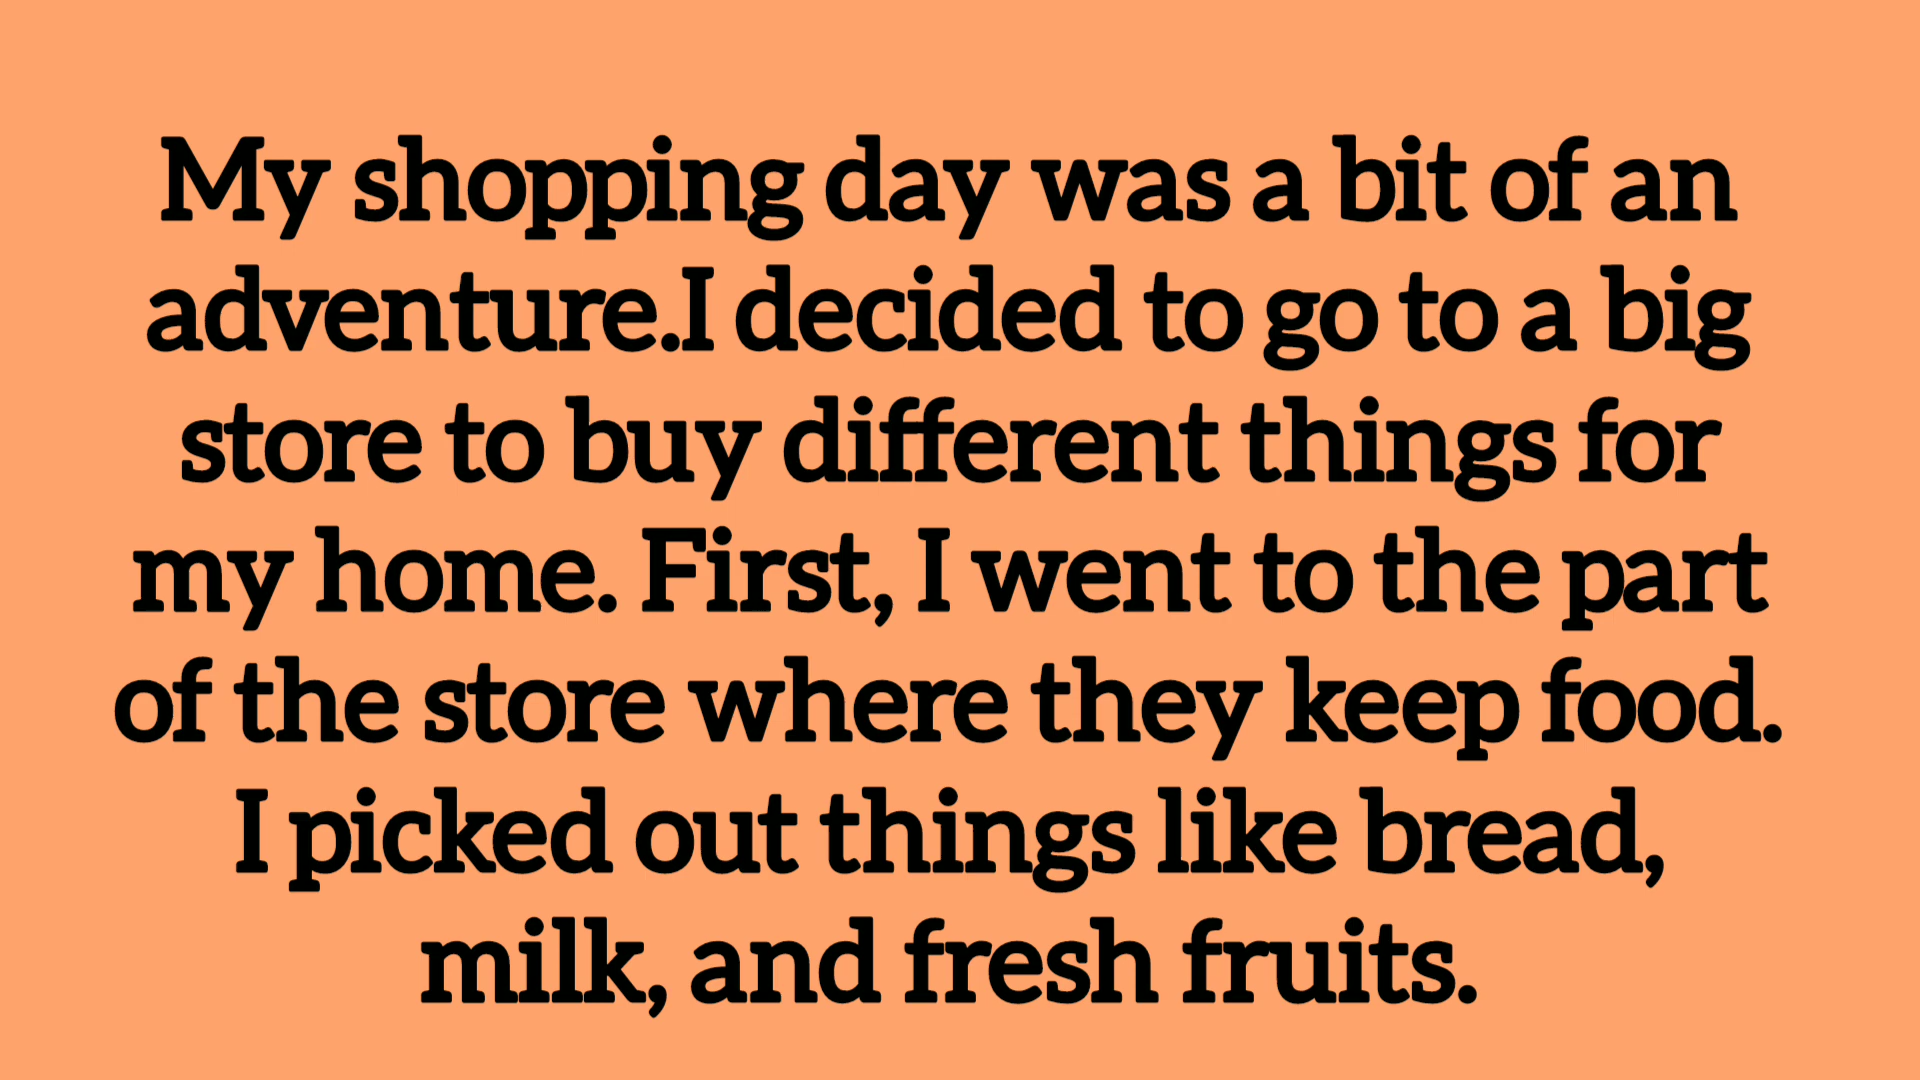 My shopping day was a bit of an
adventure.I decided to go to a big
store to buy different things for
my home. First, I went to the part
of the store where they keep food.
I picked out things like bread,
milk, and fresh fruits.